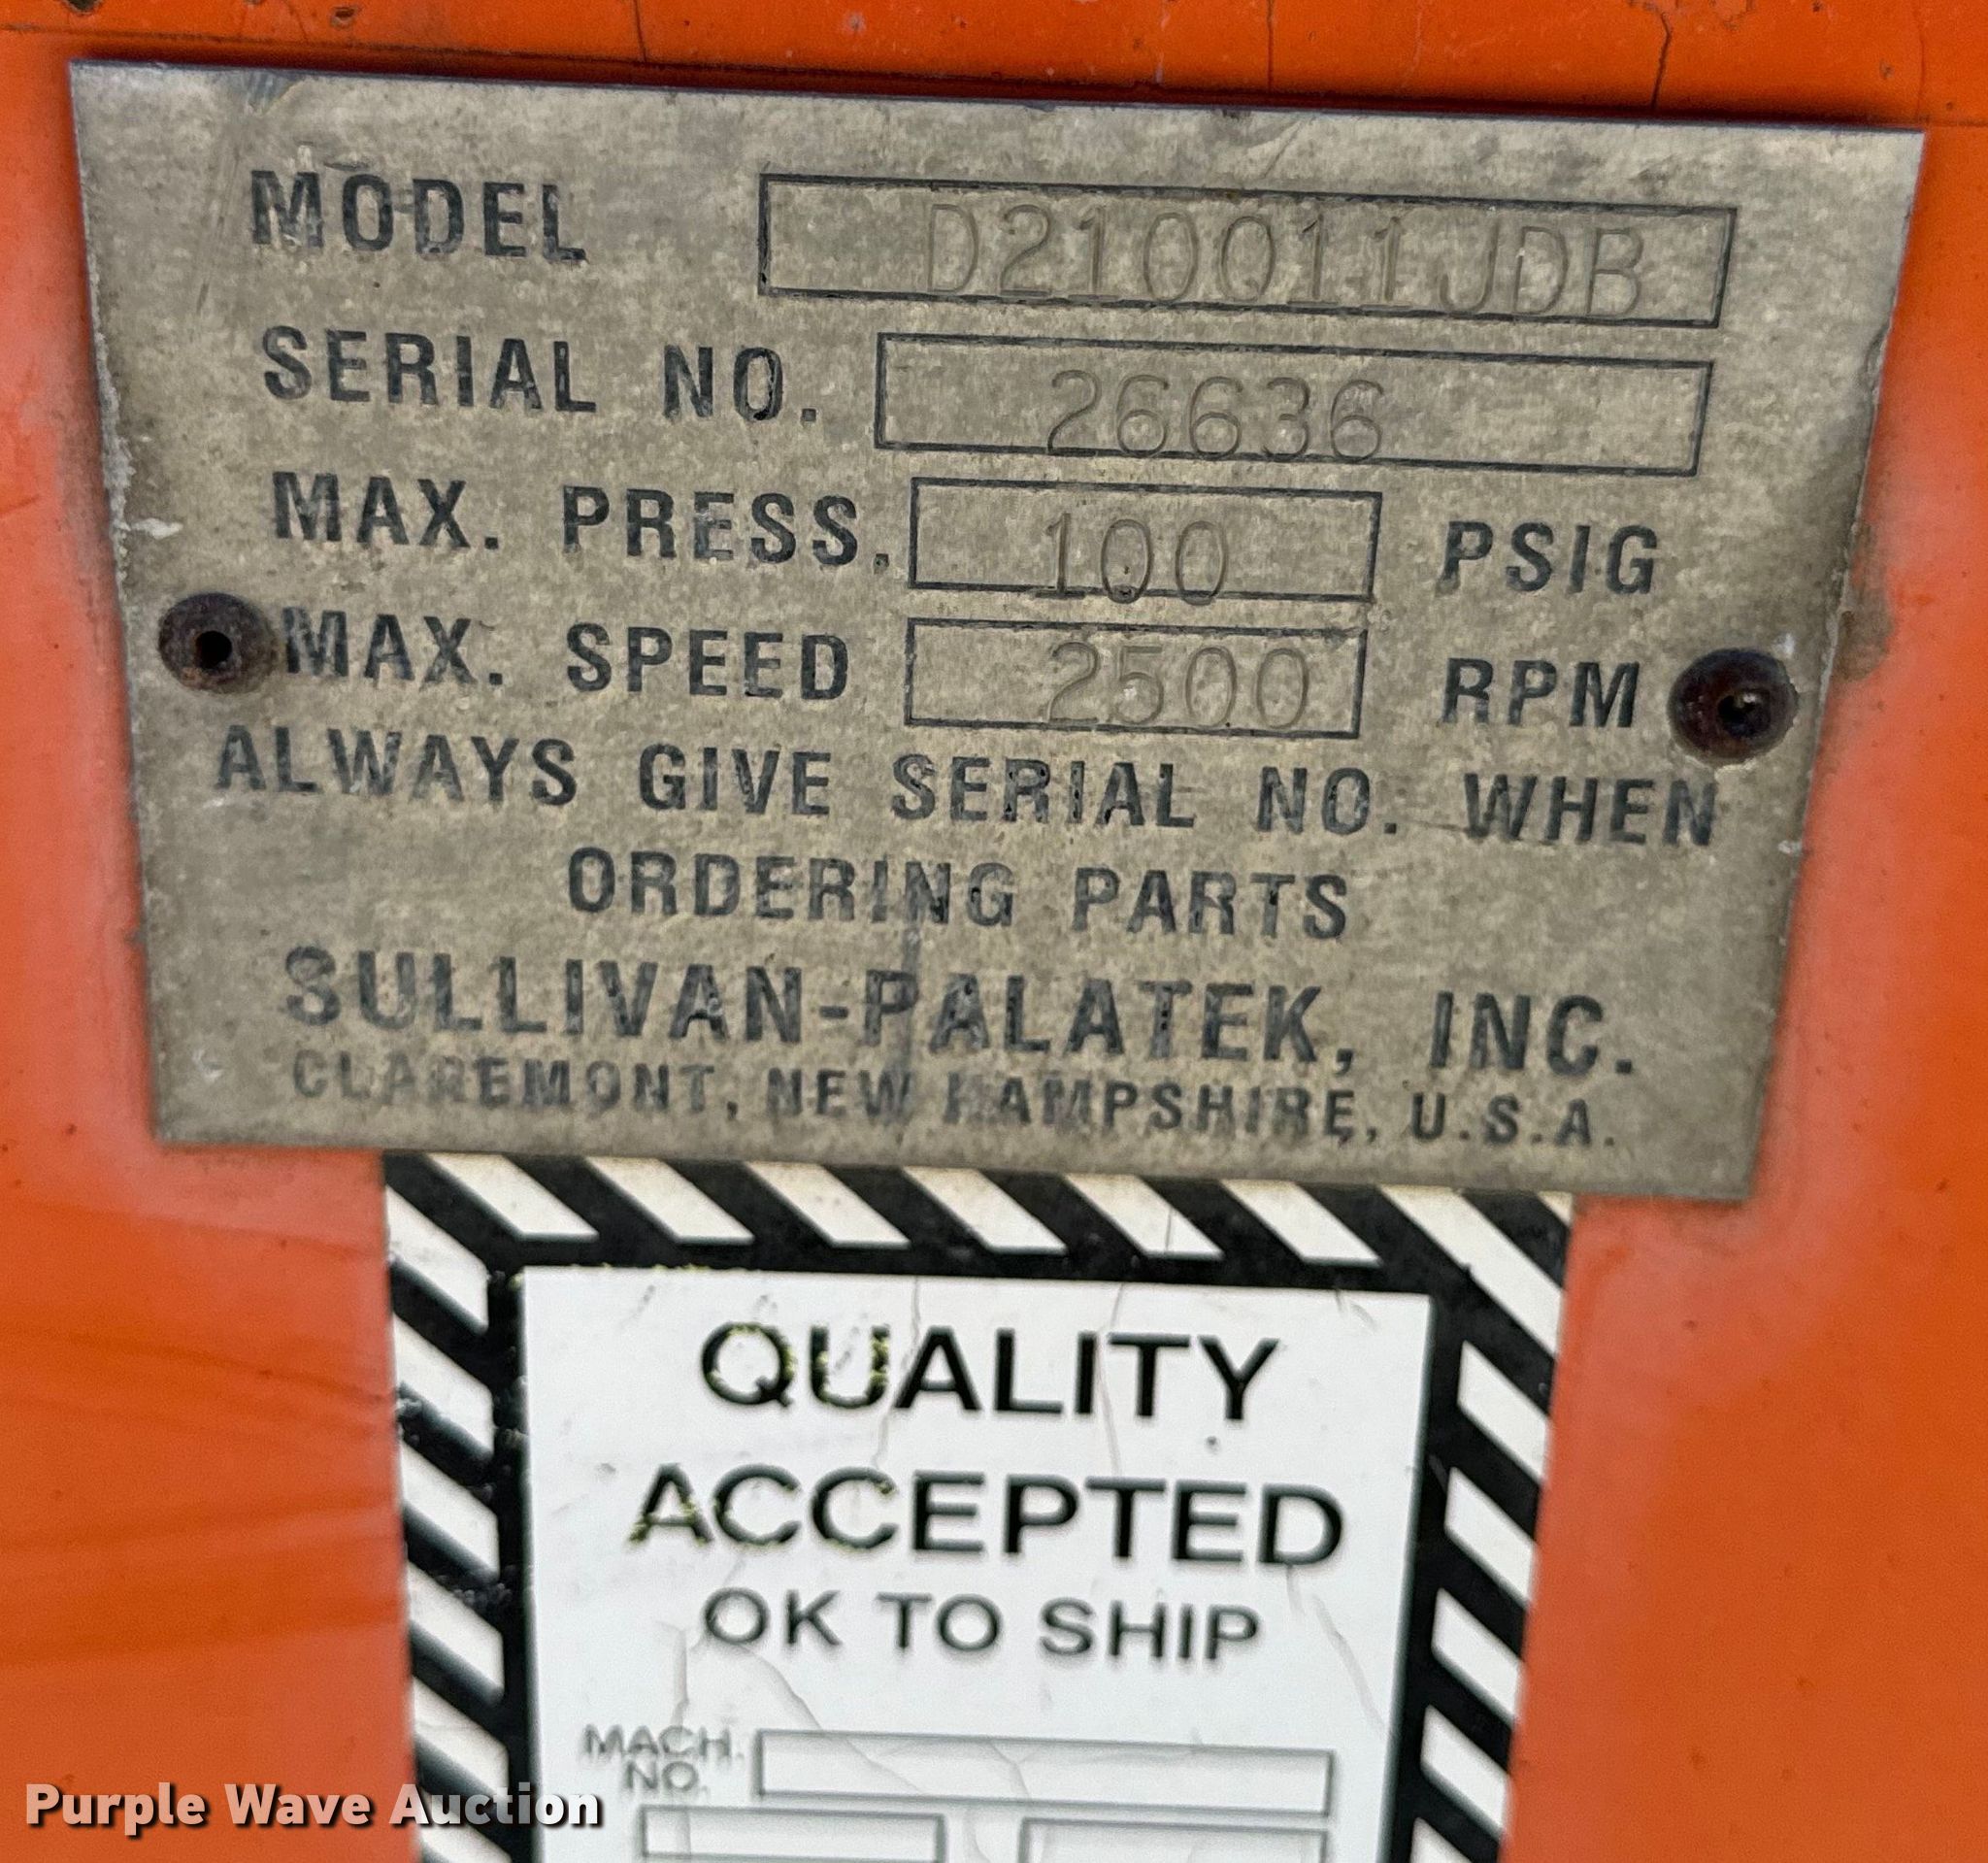 MODEL D210011JDB
SERIAL NO. 26636
MAX. PRESS. 100 PSIG
MAX. SPEED 2500 RPM
ALWAYS GIVE SERIAL NO. WHEN
ORDERING PARTS
SULLIVAN-PALATEK, INC.
CLAREMONT, NEW HAMPSHIRE, U.S.A.
QUALITY
ACCEPTED
OK TO SHIP
MACH.
NO.
Purple Wave Auction